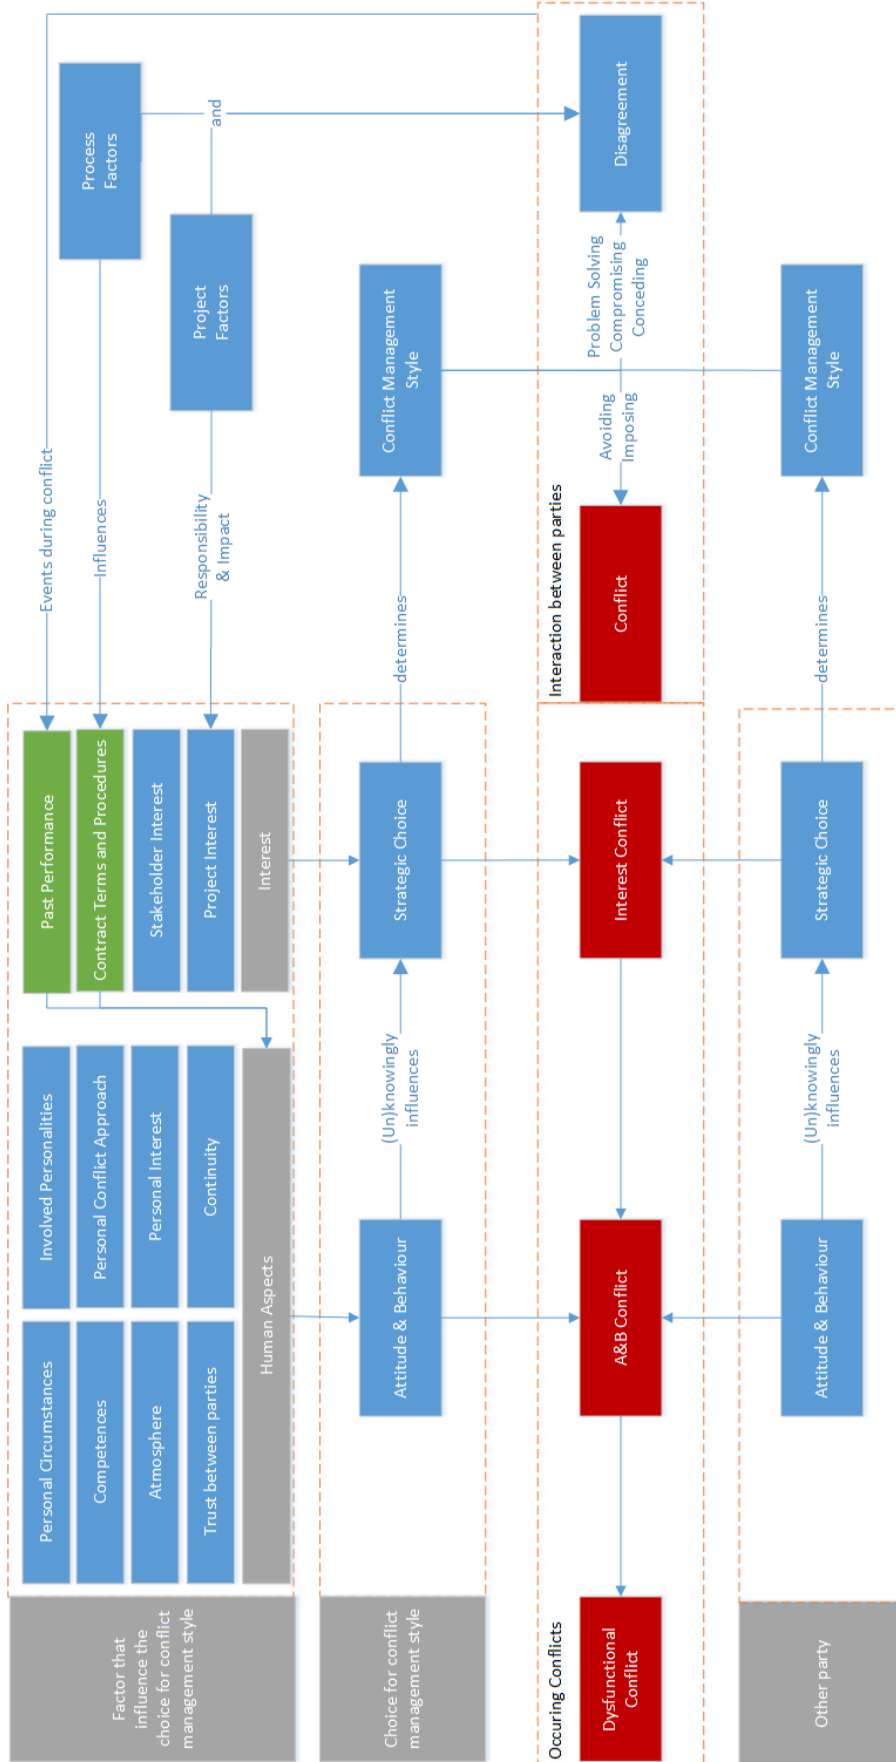 Factor that
influence the
choice for conflict
management style
Personal Circumstances
Competences
Atmosphere
Trust between parties
Involved Personalities
Personal Conflict Approach
Personal Interest
Continuity
Human Aspects
Past Performance
Contract Terms and Procedures
Stakeholder Interest
Project Interest
Interest
Events during conflict
Influences
Responsibility
& Impact
Process
Factors
Project
Factors
and
Choice for conflict
management style
Attitude & Behaviour
(Un)knowingly
influences
Strategic Choice
determines
Conflict Management
Style
Occuring Conflicts
Dysfunctional
Conflict
A&B Conflict
Interest Conflict
Interaction between parties
Conflict
Avoiding
Imposing
Problem Solving
Compromising
Conceding
Disagreement
Other party
Attitude & Behaviour
(Un)knowingly
influences
Strategic Choice
determines
Conflict Management
Style